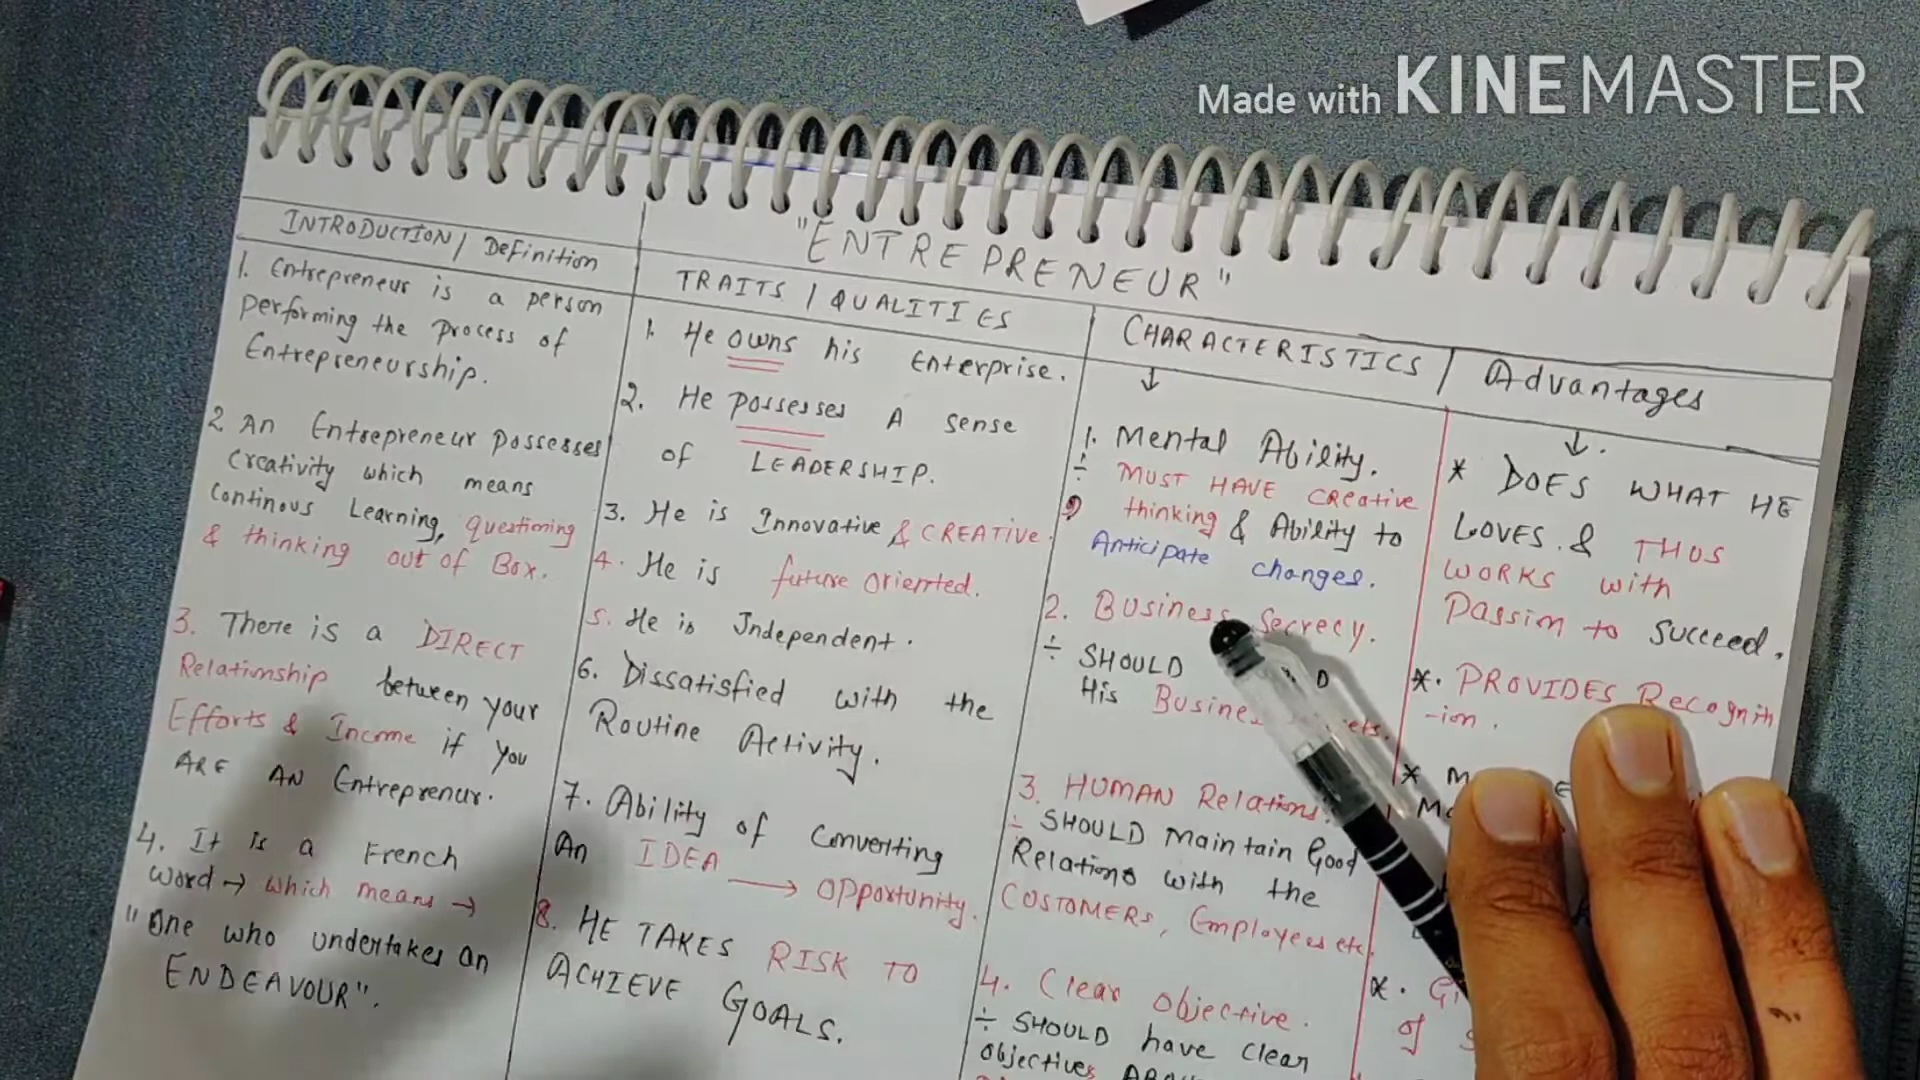 Made with KINEMASTER
"ENTREPRENEUR"
INTRODUCTION / Definition
1. Entrepreneur is a person
performing the process of
Entrepreneurship.
2. An Entrepreneur possesses
Creativity which means
Continous Learning, questioning
& thinking out of Box.
3. There is a DIRECT
Relationship between your
Efforts & Income if you
ARE AN Entreprenur.
4. It is a French
word → which means →
"One who undertakes an
ENDEAVOUR".
TRAITS / QUALITIES
1. He owns his Enterprise.
2. He possesses A sense
of LEADERSHIP.
3. He is Innovative & CREATIVE.
4. He is future oriented.
5. He is Independent.
6. Dissatisfied with the
Routine Activity.
7. Ability of Converting
An IDEA → opportunity.
8. HE TAKES RISK TO
ACHIEVE GOALS.
CHARACTERISTICS / Advantages
↓
1. Mental Ability.
÷ MUST HAVE creative
thinking & Ability to
Anticipate changes.
2. Business Secrecy.
÷ SHOULD
His
3. HUMAN Relations.
÷ SHOULD Maintain Good
Relations with the
COSTOMERS, Employees etc.
4. Clear objective.
÷ SHOULD have clear
objectives
↓.
* DOES WHAT HE
LOVES. & THUS
WORKS with
Passion to succeed.
*. PROVIDES Recognith
-ion.
*
*.
of